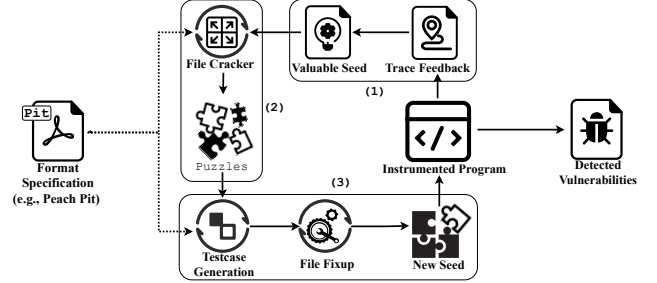 File Cracker
Valuable Seed
Trace Feedback
(1)
(2)
Pit
Puzzles
Format
Specification
(e.g., Peach Pit)
Instrumented Program
Detected
Vulnerabilities
(3)
Testcase
Generation
File Fixup
New Seed